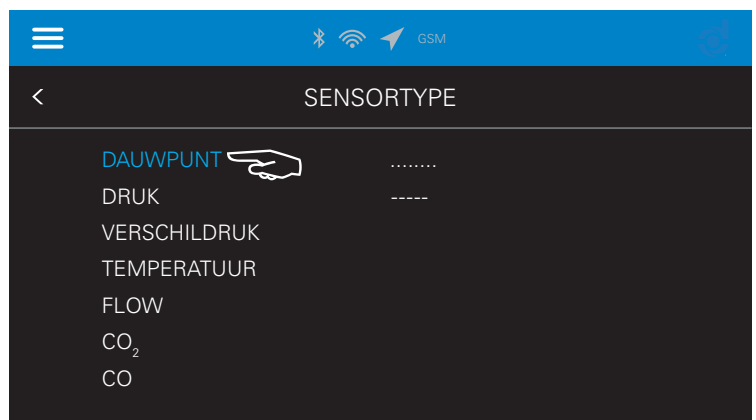 GSM
SENSORTYPE
DAUWPUNT ........
DRUK -----
VERSCHILDRUK
TEMPERATUUR
FLOW
CO₂
CO